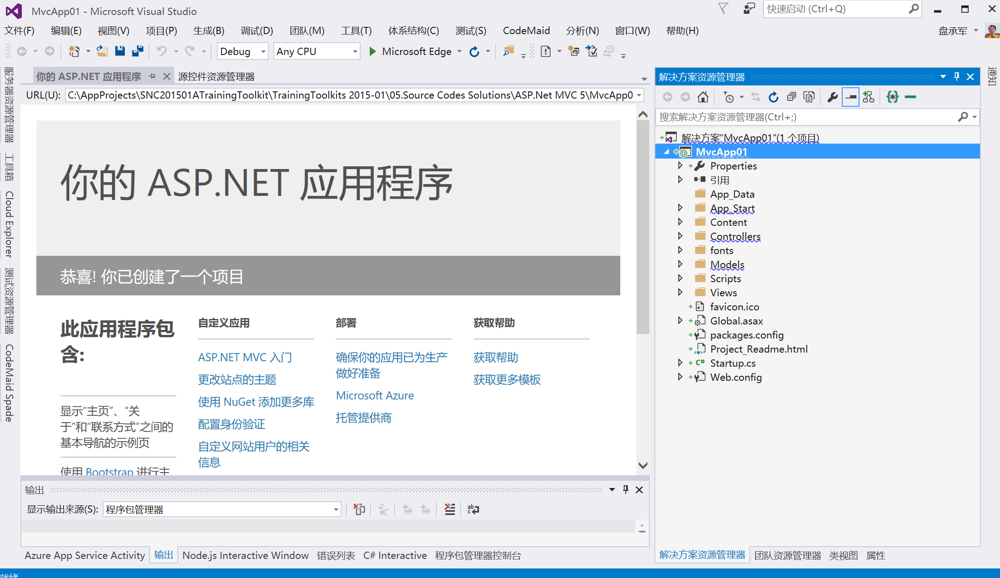 MvcApp01 - Microsoft Visual Studio
快速启动 (Ctrl+Q)
文件(F) 编辑(E) 视图(V) 项目(P) 生成(B) 调试(D) 团队(M) 工具(T) 体系结构(C) 测试(S) CodeMaid 分析(N) 窗口(W) 帮助(H)
盘承军
Debug Any CPU Microsoft Edge
服务器资源管理器
工具箱
Cloud Explorer
测试资源管理器
CodeMaid Spade
你的 ASP.NET 应用程序 源控件资源管理器
URL(U): C:\AppProjects\SNC201501ATrainingToolkit\TrainingToolkits 2015-01\05.Source Codes Solutions\ASP.Net MVC 5\MvcApp0
你的 ASP.NET 应用程序
恭喜! 你已创建了一个项目
此应用程序包
含:
显示“主页”、“关
于”和“联系方式”之间的
基本导航的示例页
使用 Bootstrap 进行主
自定义应用
ASP.NET MVC 入门
更改站点的主题
使用 NuGet 添加更多库
配置身份验证
自定义网站用户的相关
信息
部署
确保你的应用已为生产
做好准备
Microsoft Azure
托管提供商
获取帮助
获取帮助
获取更多模板
输出
显示输出来源(S): 程序包管理器
Azure App Service Activity 输出 Node.js Interactive Window 错误列表 C# Interactive 程序包管理器控制台
解决方案资源管理器
搜索解决方案资源管理器(Ctrl+;)
解决方案“MvcApp01”(1 个项目)
MvcApp01
Properties
引用
App_Data
App_Start
Content
Controllers
fonts
Models
Scripts
Views
favicon.ico
Global.asax
packages.config
Project_Readme.html
C# Startup.cs
Web.config
解决方案资源管理器 团队资源管理器 类视图 属性
通知
就绪